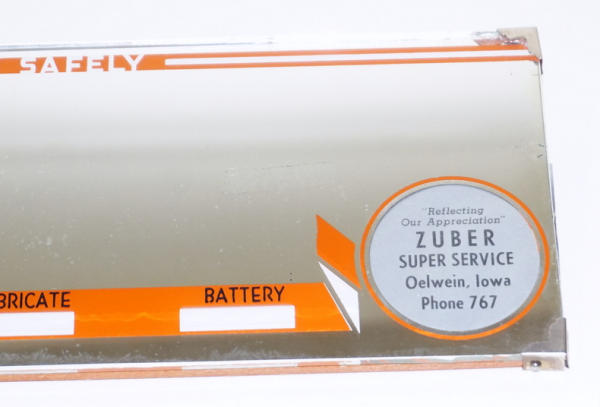 SAFELY
BRICATE
BATTERY
"Reflecting
Our Appreciation"
ZUBER
SUPER SERVICE
Oelwein, Iowa
Phone 767